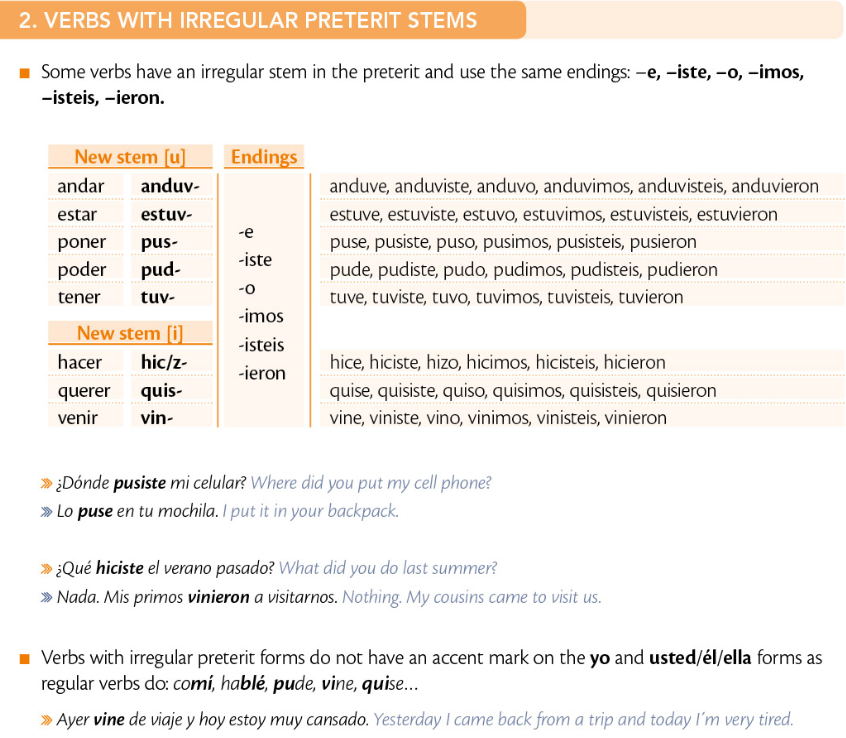 2. VERBS WITH IRREGULAR PRETERIT STEMS
■ Some verbs have an irregular stem in the preterit and use the same endings: –e, –iste, –o, –imos,
–isteis, –ieron.
New stem [u] Endings
andar anduv- anduve, anduviste, anduvo, anduvimos, anduvisteis, anduvieron
estar estuv- estuve, estuviste, estuvo, estuvimos, estuvisteis, estuvieron
-e
poner pus- puse, pusiste, puso, pusimos, pusisteis, pusieron
-iste
poder pud- pude, pudiste, pudo, pudimos, pudisteis, pudieron
-o
tener tuv- tuve, tuviste, tuvo, tuvimos, tuvisteis, tuvieron
-imos
New stem [i]
-isteis
hacer hic/z- hice, hiciste, hizo, hicimos, hicisteis, hicieron
-ieron
querer quis- quise, quisiste, quiso, quisimos, quisisteis, quisieron
venir vin- vine, viniste, vino, vinimos, vinisteis, vinieron
» ¿Dónde pusiste mi celular? Where did you put my cell phone?
» Lo puse en tu mochila. I put it in your backpack.
» ¿Qué hiciste el verano pasado? What did you do last summer?
» Nada. Mis primos vinieron a visitarnos. Nothing. My cousins came to visit us.
■ Verbs with irregular preterit forms do not have an accent mark on the yo and usted/él/ella forms as
regular verbs do: comí, hablé, pude, vine, quise…
» Ayer vine de viaje y hoy estoy muy cansado. Yesterday I came back from a trip and today I´m very tired.